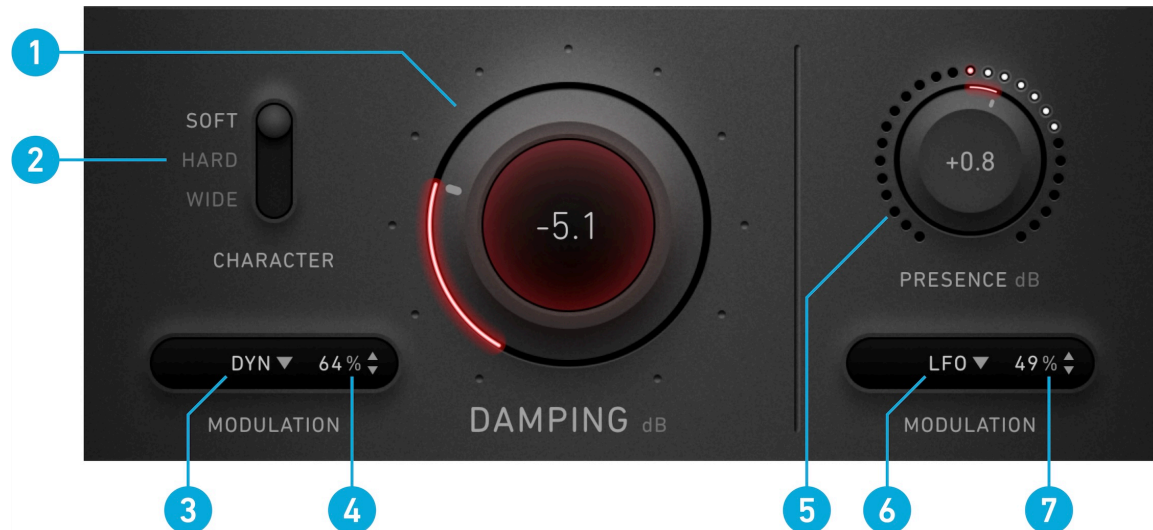 1
2
SOFT
HARD
WIDE
CHARACTER
-5.1
+0.8
PRESENCE dB
DYN 64%
MODULATION
DAMPING dB
LFO 49%
MODULATION
3
4
5
6
7